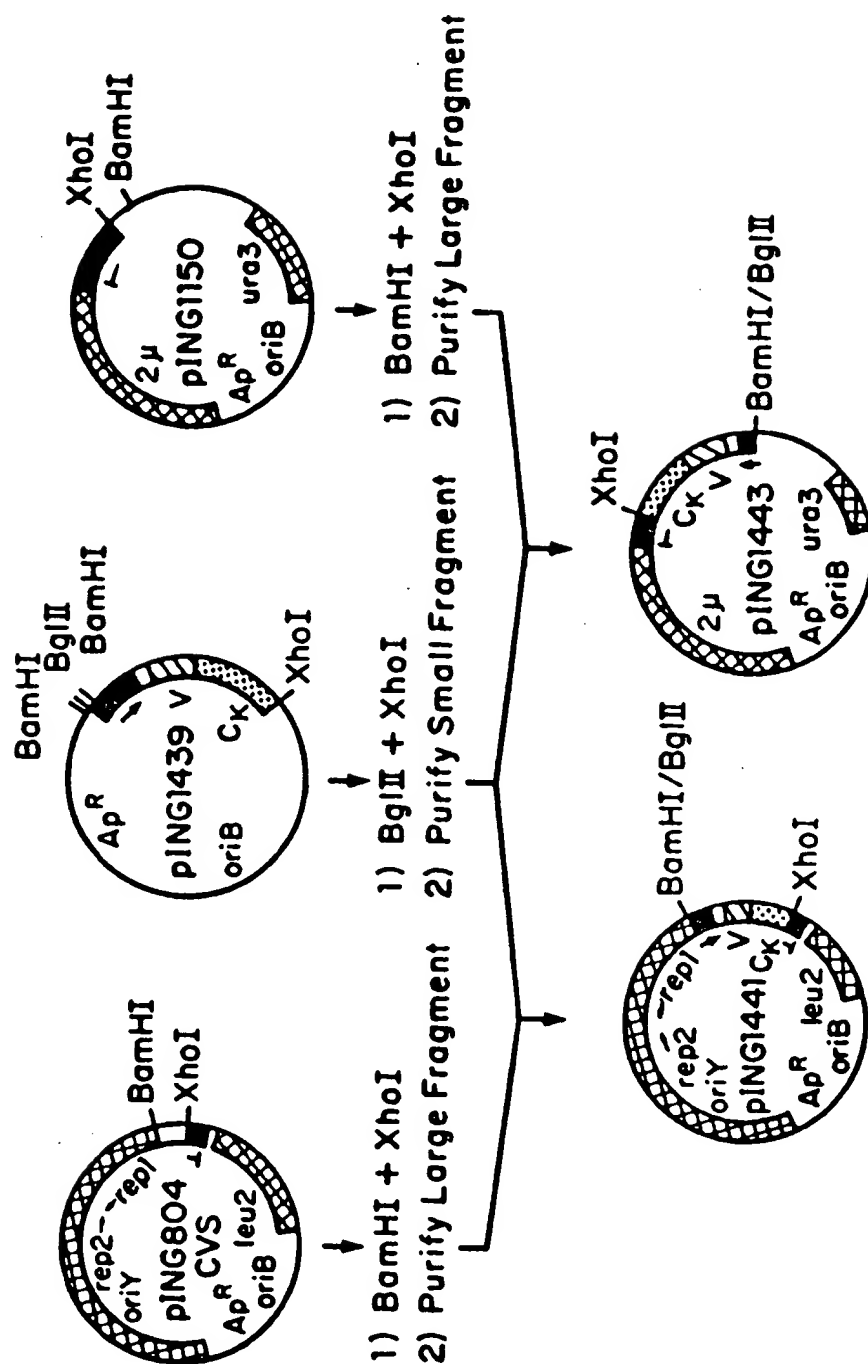 rep2---rep1
oriY
pING804
CVS
Ap^R leu2
oriB
BamHI
XhoI
1) BamHI + XhoI
2) Purify Large Fragment
BamHI
BglII
BamHI
Ap^R
pING1439 V
oriB
C_K
XhoI
1) BglII + XhoI
2) Purify Small Fragment
XhoI
BamHI
2μ
pING1150
Ap^R ura3
oriB
1) BamHI + XhoI
2) Purify Large Fragment
BamHI/BglII
rep2--rep1
oriY
V
pING1441 C_K
Ap^R leu2
oriB
XhoI
XhoI
2μ
C_K V
pING1443
BamHI/BglII
Ap^R ura3
oriB